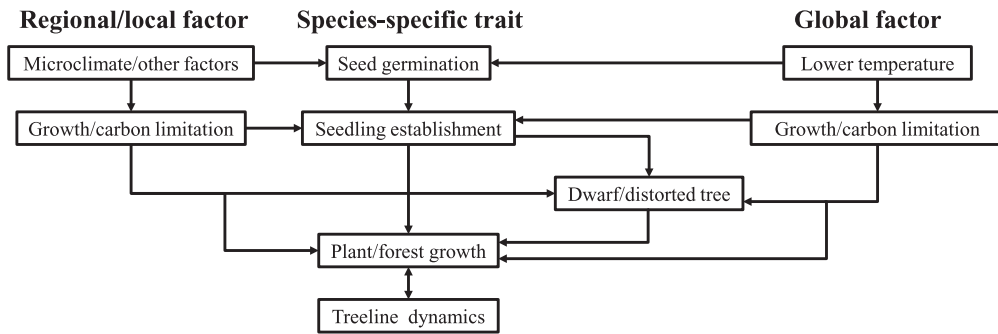 Regional/local factor Species-specific trait Global factor
Microclimate/other factors Seed germination Lower temperature
Growth/carbon limitation Seedling establishment Growth/carbon limitation
Dwarf/distorted tree
Plant/forest growth
Treeline dynamics